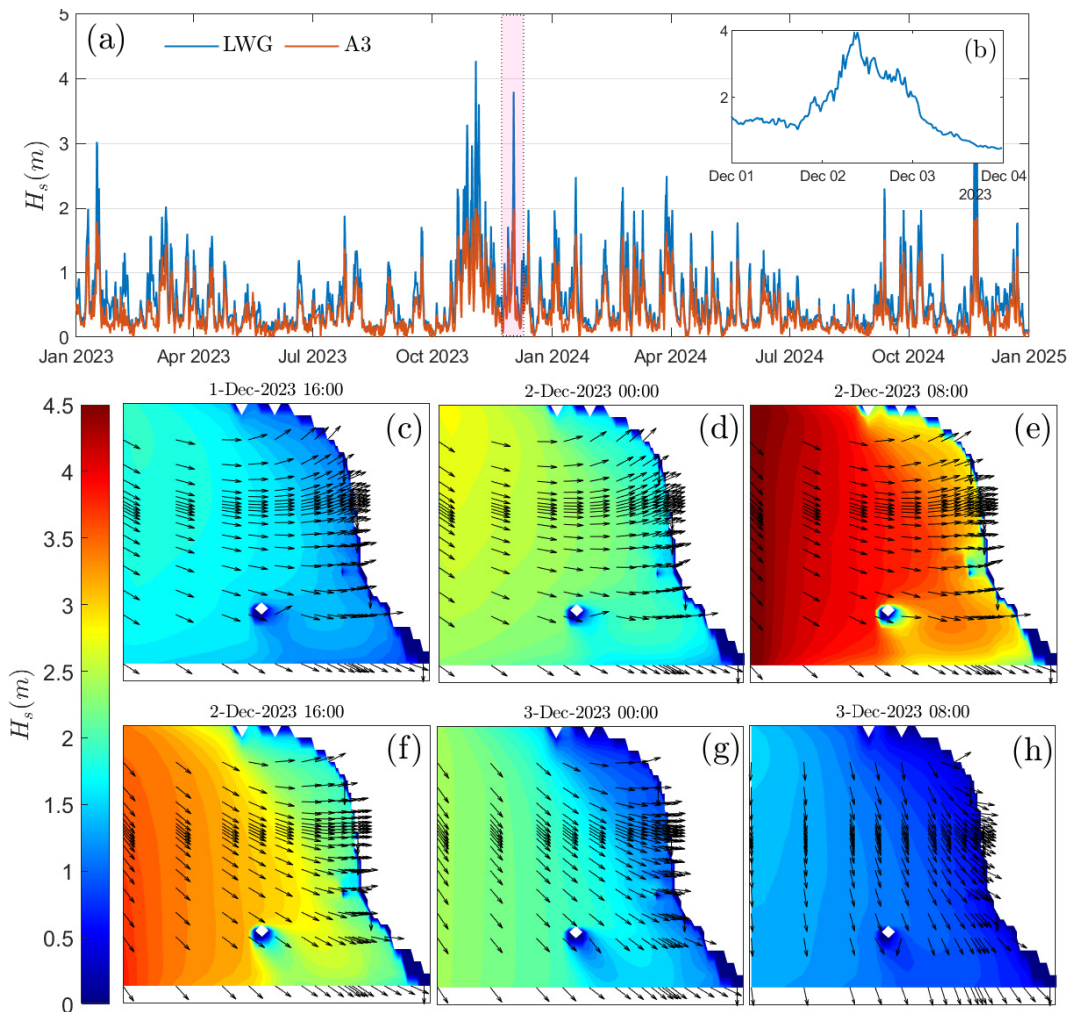 5
4
3
2
1
0
H_s(m)
(a)
LWG
A3
(b)
4
2
Dec 01
Dec 02
Dec 03
Dec 04
2023
Jan 2023
Apr 2023
Jul 2023
Oct 2023
Jan 2024
Apr 2024
Jul 2024
Oct 2024
Jan 2025
1-Dec-2023 16:00
2-Dec-2023 00:00
2-Dec-2023 08:00
(c)
(d)
(e)
4.5
4
3.5
3
2.5
2
1.5
1
0.5
0
H_s(m)
2-Dec-2023 16:00
3-Dec-2023 00:00
3-Dec-2023 08:00
(f)
(g)
(h)